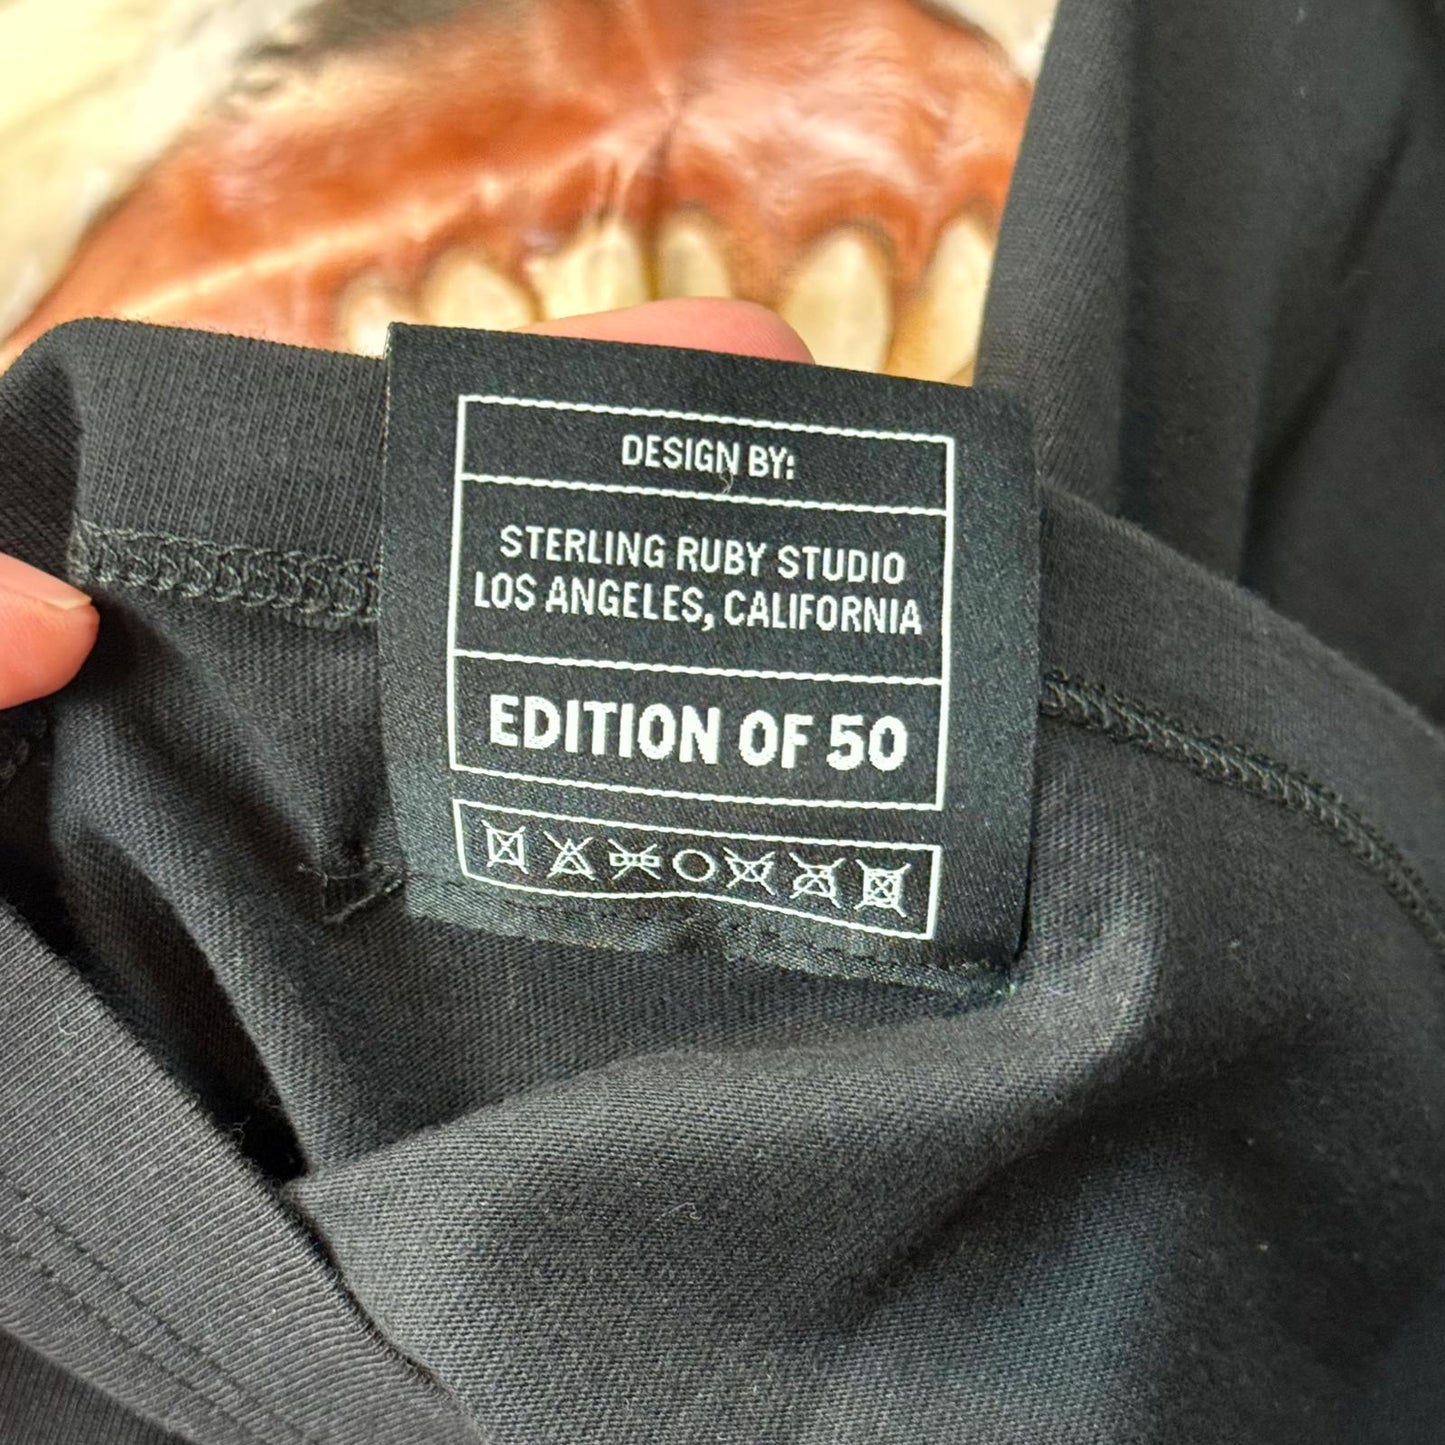 DESIGN BY:
STERLING RUBY STUDIO
LOS ANGELES, CALIFORNIA
EDITION OF 50